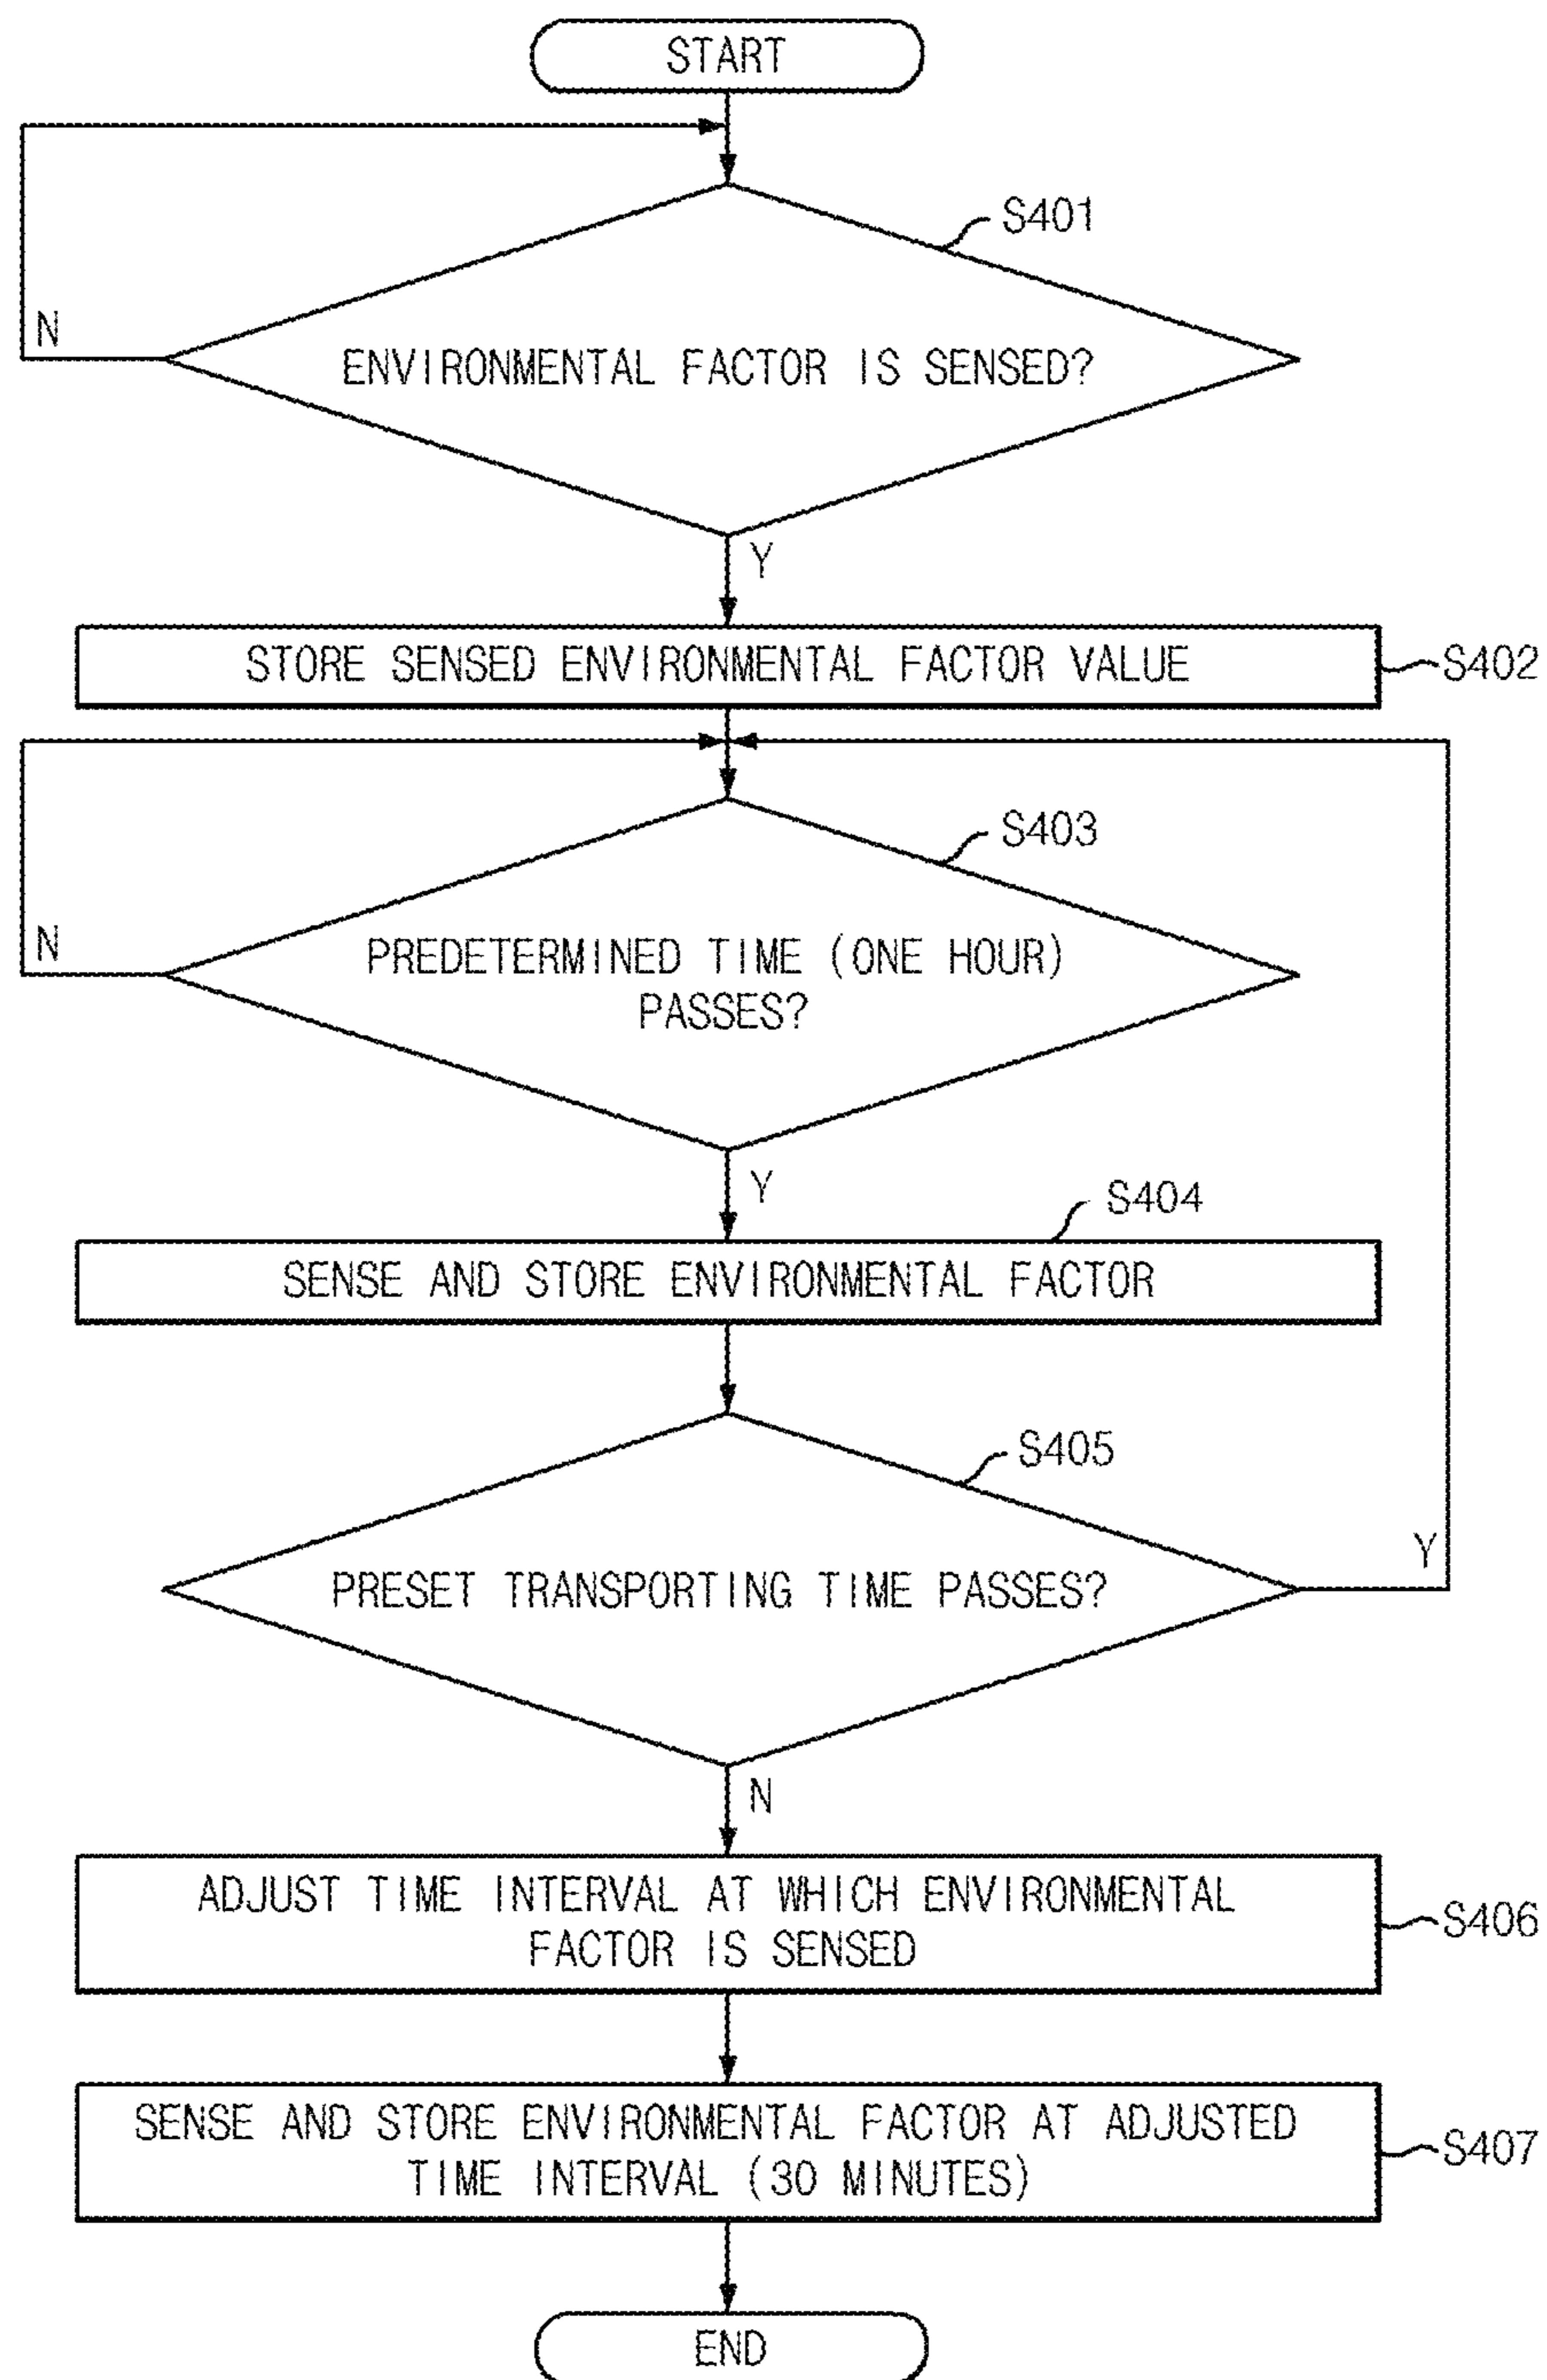 START
S401
N
ENVIRONMENTAL FACTOR IS SENSED?
Y
STORE SENSED ENVIRONMENTAL FACTOR VALUE
S402
S403
N
PREDETERMINED TIME (ONE HOUR)
PASSES?
Y
S404
SENSE AND STORE ENVIRONMENTAL FACTOR
S405
Y
PRESET TRANSPORTING TIME PASSES?
N
ADJUST TIME INTERVAL AT WHICH ENVIRONMENTAL
FACTOR IS SENSED
S406
SENSE AND STORE ENVIRONMENTAL FACTOR AT ADJUSTED
TIME INTERVAL (30 MINUTES)
S407
END